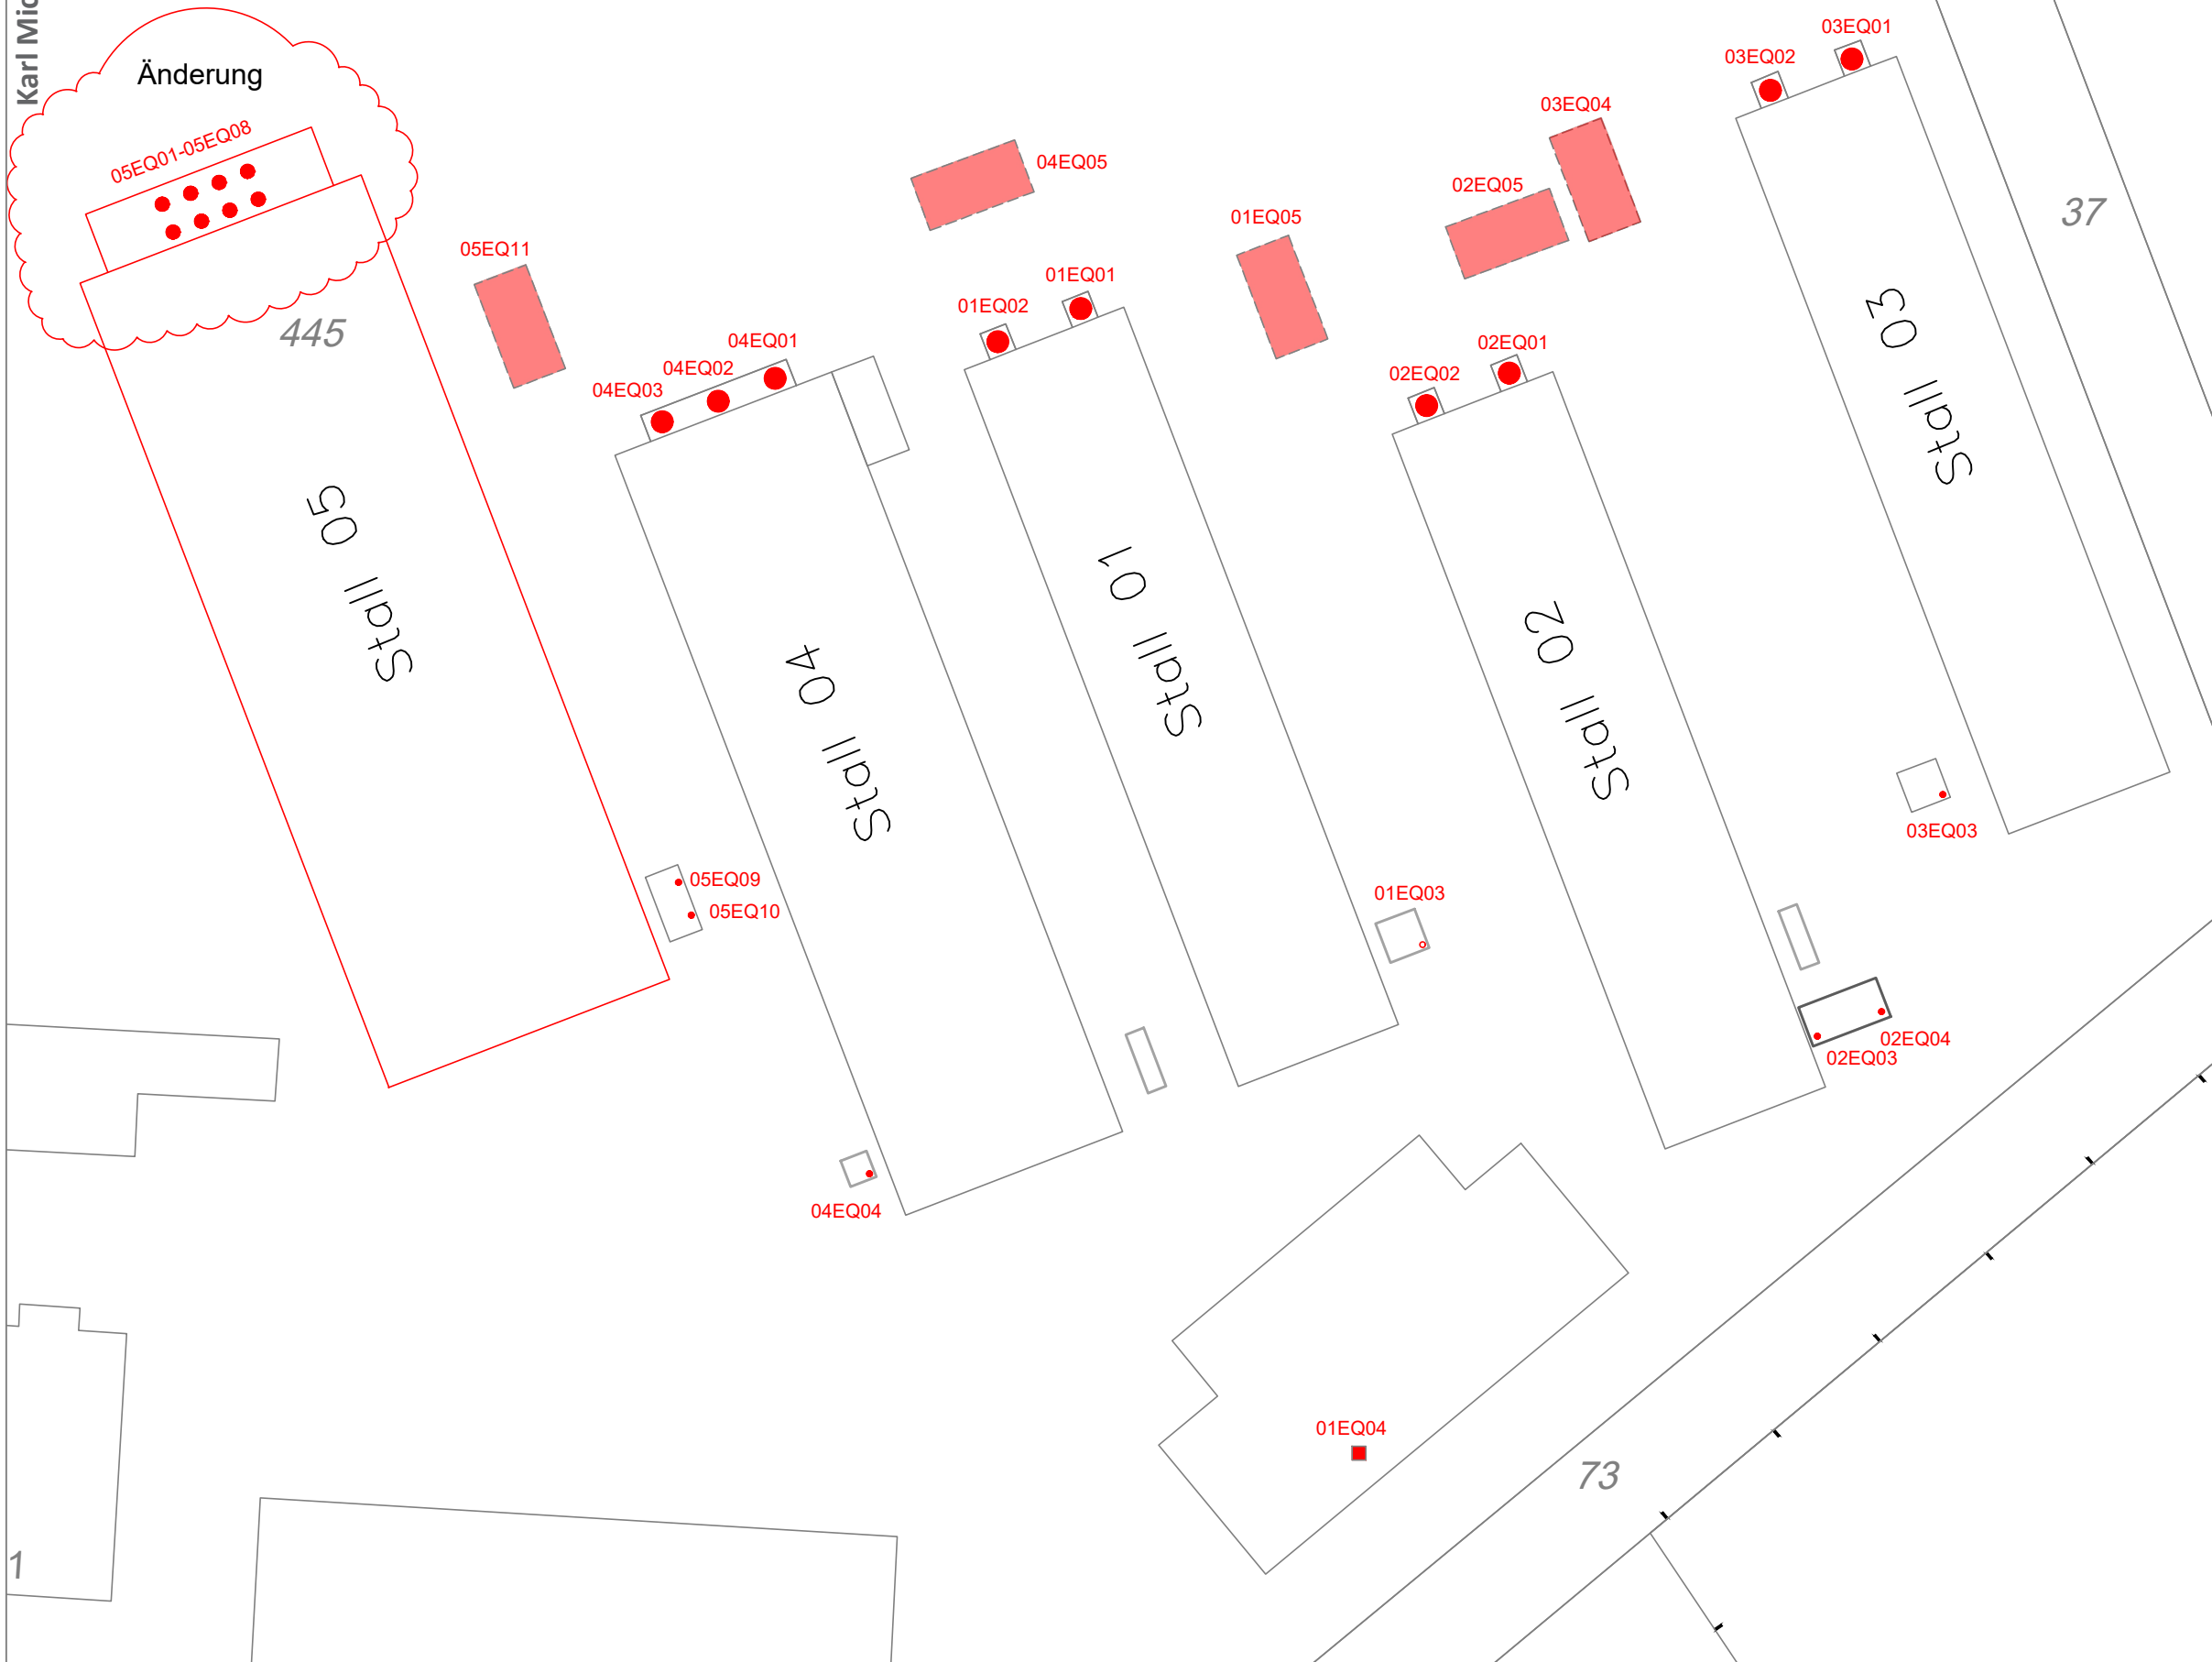 Karl Mic
Änderung
05EQ01-05EQ08
445
05EQ11
04EQ05
01EQ05
02EQ05
03EQ04
03EQ02
03EQ01
37
01EQ02
01EQ01
02EQ02
02EQ01
04EQ03
04EQ02
04EQ01
Stall 05
Stall 04
Stall 01
Stall 02
Stall 03
05EQ09
05EQ10
01EQ03
03EQ03
02EQ04
02EQ03
04EQ04
01EQ04
73
1